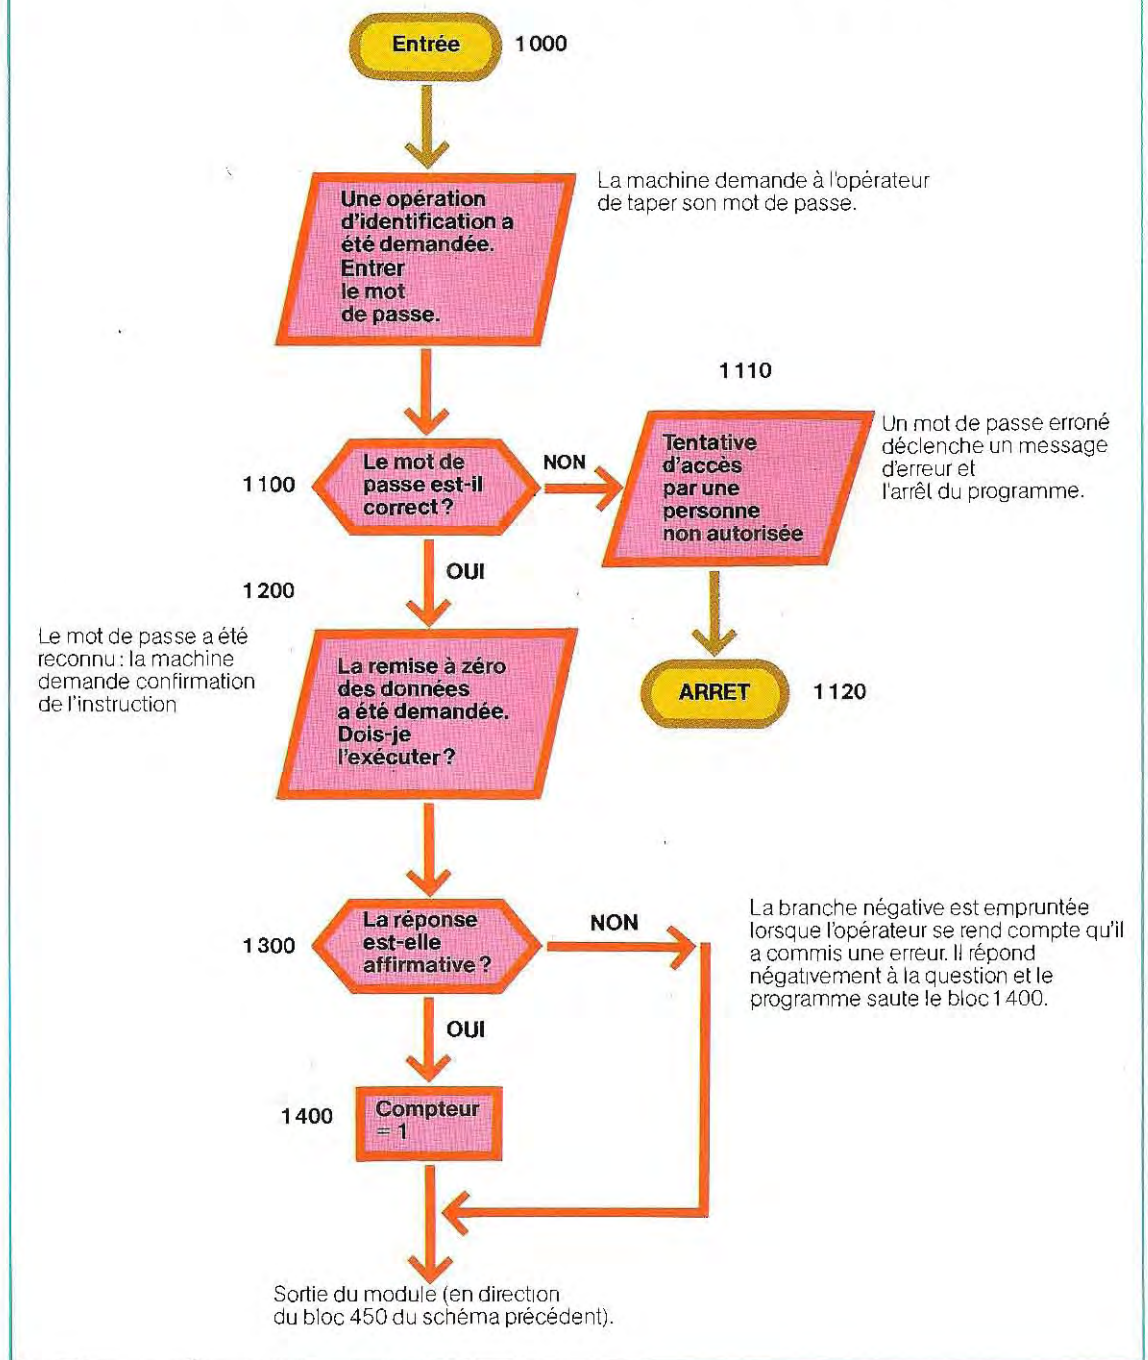 Entrée
1000
La machine demande à l'opérateur
de taper son mot de passe.
Une opération
d'identification a
été demandée.
Entrer
le mot
de passe.
1110
Un mot de passe erroné
déclenche un message
d'erreur et
l'arrêt du programme.
Tentative
d'accès
par une
personne
non autorisée
NON
Le mot de
passe est-il
correct ?
1100
OUI
1200
Le mot de passe a été
reconnu : la machine
demande confirmation
de l'instruction
La remise à zéro
des données
a été demandée.
Dois-je
l'exécuter ?
ARRET
1120
La réponse
est-elle
affirmative ?
1300
NON
La branche négative est empruntée
lorsque l'opérateur se rend compte qu'il
a commis une erreur. Il répond
négativement à la question et le
programme saute le bloc 1400.
OUI
1400
Compteur
= 1
Sortie du module (en direction
du bloc 450 du schéma précédent).